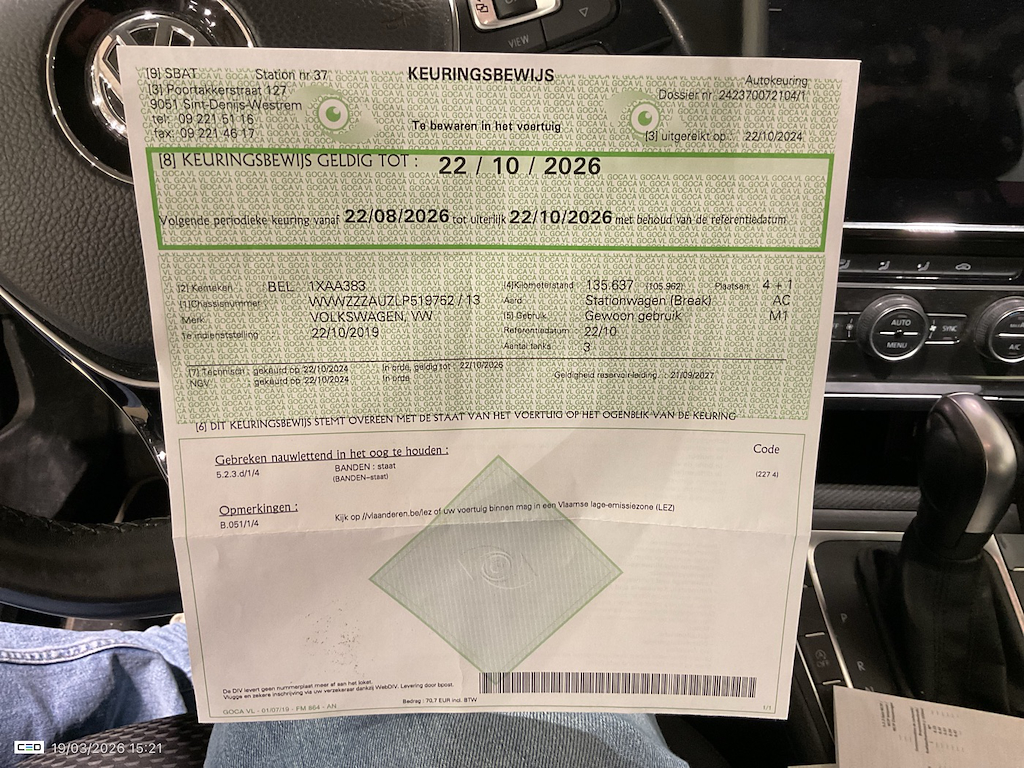 VIEW
[9] SBAT Station nr 37 KEURINGSBEWIJS Autokeuring
[3] Poortakkerstraat 127 Dossier nr 242370072104/1
9051 Sint-Denijs-Westrem
tel: 09 221 51 16 Te bewaren in het voertuig
fax: 09 221 46 17 [3] uitgereikt op : 22/10/2024
[8] KEURINGSBEWIJS GELDIG TOT : 22 / 10 / 2026
Volgende periodieke keuring vanaf 22/08/2026 tot uiterlijk 22/10/2026 met behoud van de referentiedatum
[2] Kenteken BEL 1XAA383 [4] Kilometerstand 135.637 (105.962) Plaatsen 4 + 1
[1] Chassisnummer : WVWZZZAUZLP519752 / 13 Aard Stationwagen (Break) AC
Merk VOLKSWAGEN, VW [5] Gebruik Gewoon gebruik M1
1e indienststelling 22/10/2019 Referentiedatum 22/10
Aantal tanks 3
[7] Technisch : gekeurd op 22/10/2024 In orde, geldig tot : 22/10/2026
NGV : gekeurd op 22/10/2024 In orde Geldigheid reservoir/leiding...: 21/09/2027
[6] DIT KEURINGSBEWIJS STEMT OVEREEN MET DE STAAT VAN HET VOERTUIG OP HET OGENBLIK VAN DE KEURING
Gebreken nauwlettend in het oog te houden : Code
5.2.3.d/1/4 BANDEN : staat (227 4)
(BANDEN-staat)
Opmerkingen :
B.051/1/4 Kijk op //vlaanderen.be/lez of uw voertuig binnen mag in een Vlaamse lage-emissiezone (LEZ)
De DIV levert geen nummerplaat meer af aan het loket.
Vlugge en zekere inschrijving via uw verzekeraar dankzij WebDIV. Levering door bpost.
Bedrag : 70,7 EUR incl. BTW
GOCA VL - 01/07/19 - FM 864 - AN 1/1
AUTO
MENU
SYNC
A/C
OFF
P
R
N
CEO 19/03/2026 15:21